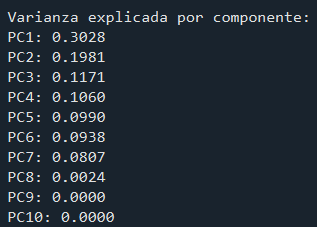 Varianza explicada por componente:
PC1: 0.3028
PC2: 0.1981
PC3: 0.1171
PC4: 0.1060
PC5: 0.0990
PC6: 0.0938
PC7: 0.0807
PC8: 0.0024
PC9: 0.0000
PC10: 0.0000